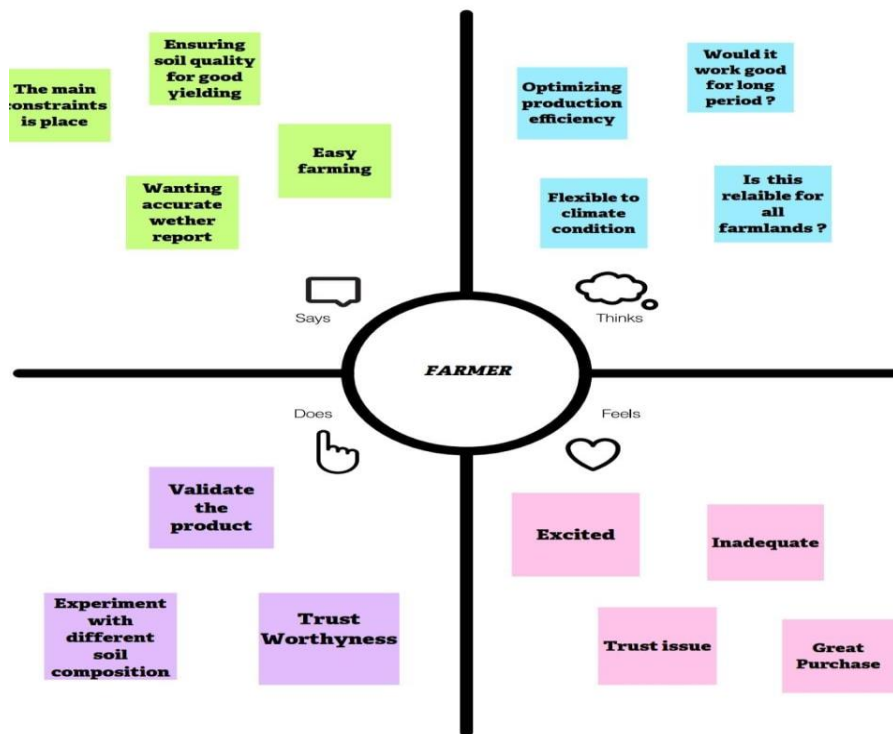 The main
constraints
is place
Ensuring
soil quality
for good
yielding
Easy
farming
Wanting
accurate
wether
report
Says
Optimizing
production
efficiency
Would it
work good
for long
period ?
Flexible to
climate
condition
Is this
relaible for
all
farmlands ?
Thinks
FARMER
Does
Validate
the
product
Experiment
with
different
soil
composition
Trust
Worthyness
Feels
Excited
Inadequate
Trust issue
Great
Purchase